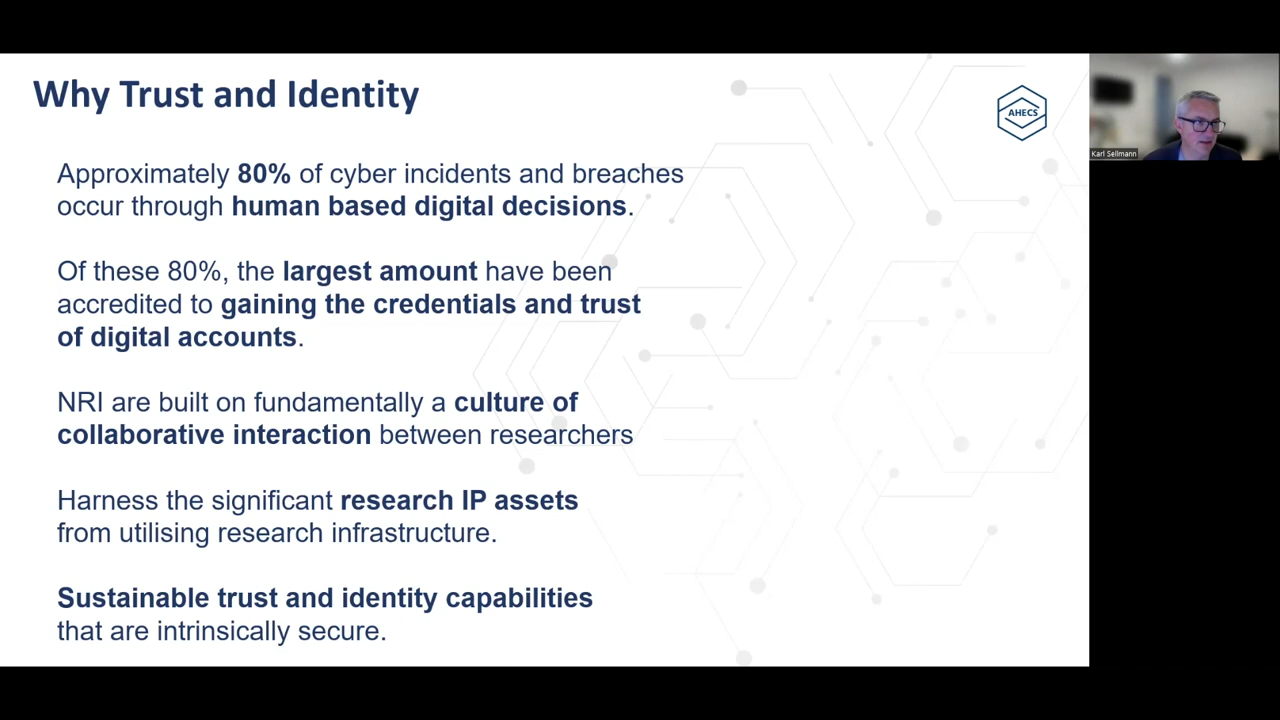 Why Trust and Identity
AHECS
Karl Sellmann
Approximately 80% of cyber incidents and breaches
occur through human based digital decisions.
Of these 80%, the largest amount have been
accredited to gaining the credentials and trust
of digital accounts.
NRI are built on fundamentally a culture of
collaborative interaction between researchers
Harness the significant research IP assets
from utilising research infrastructure.
Sustainable trust and identity capabilities
that are intrinsically secure.